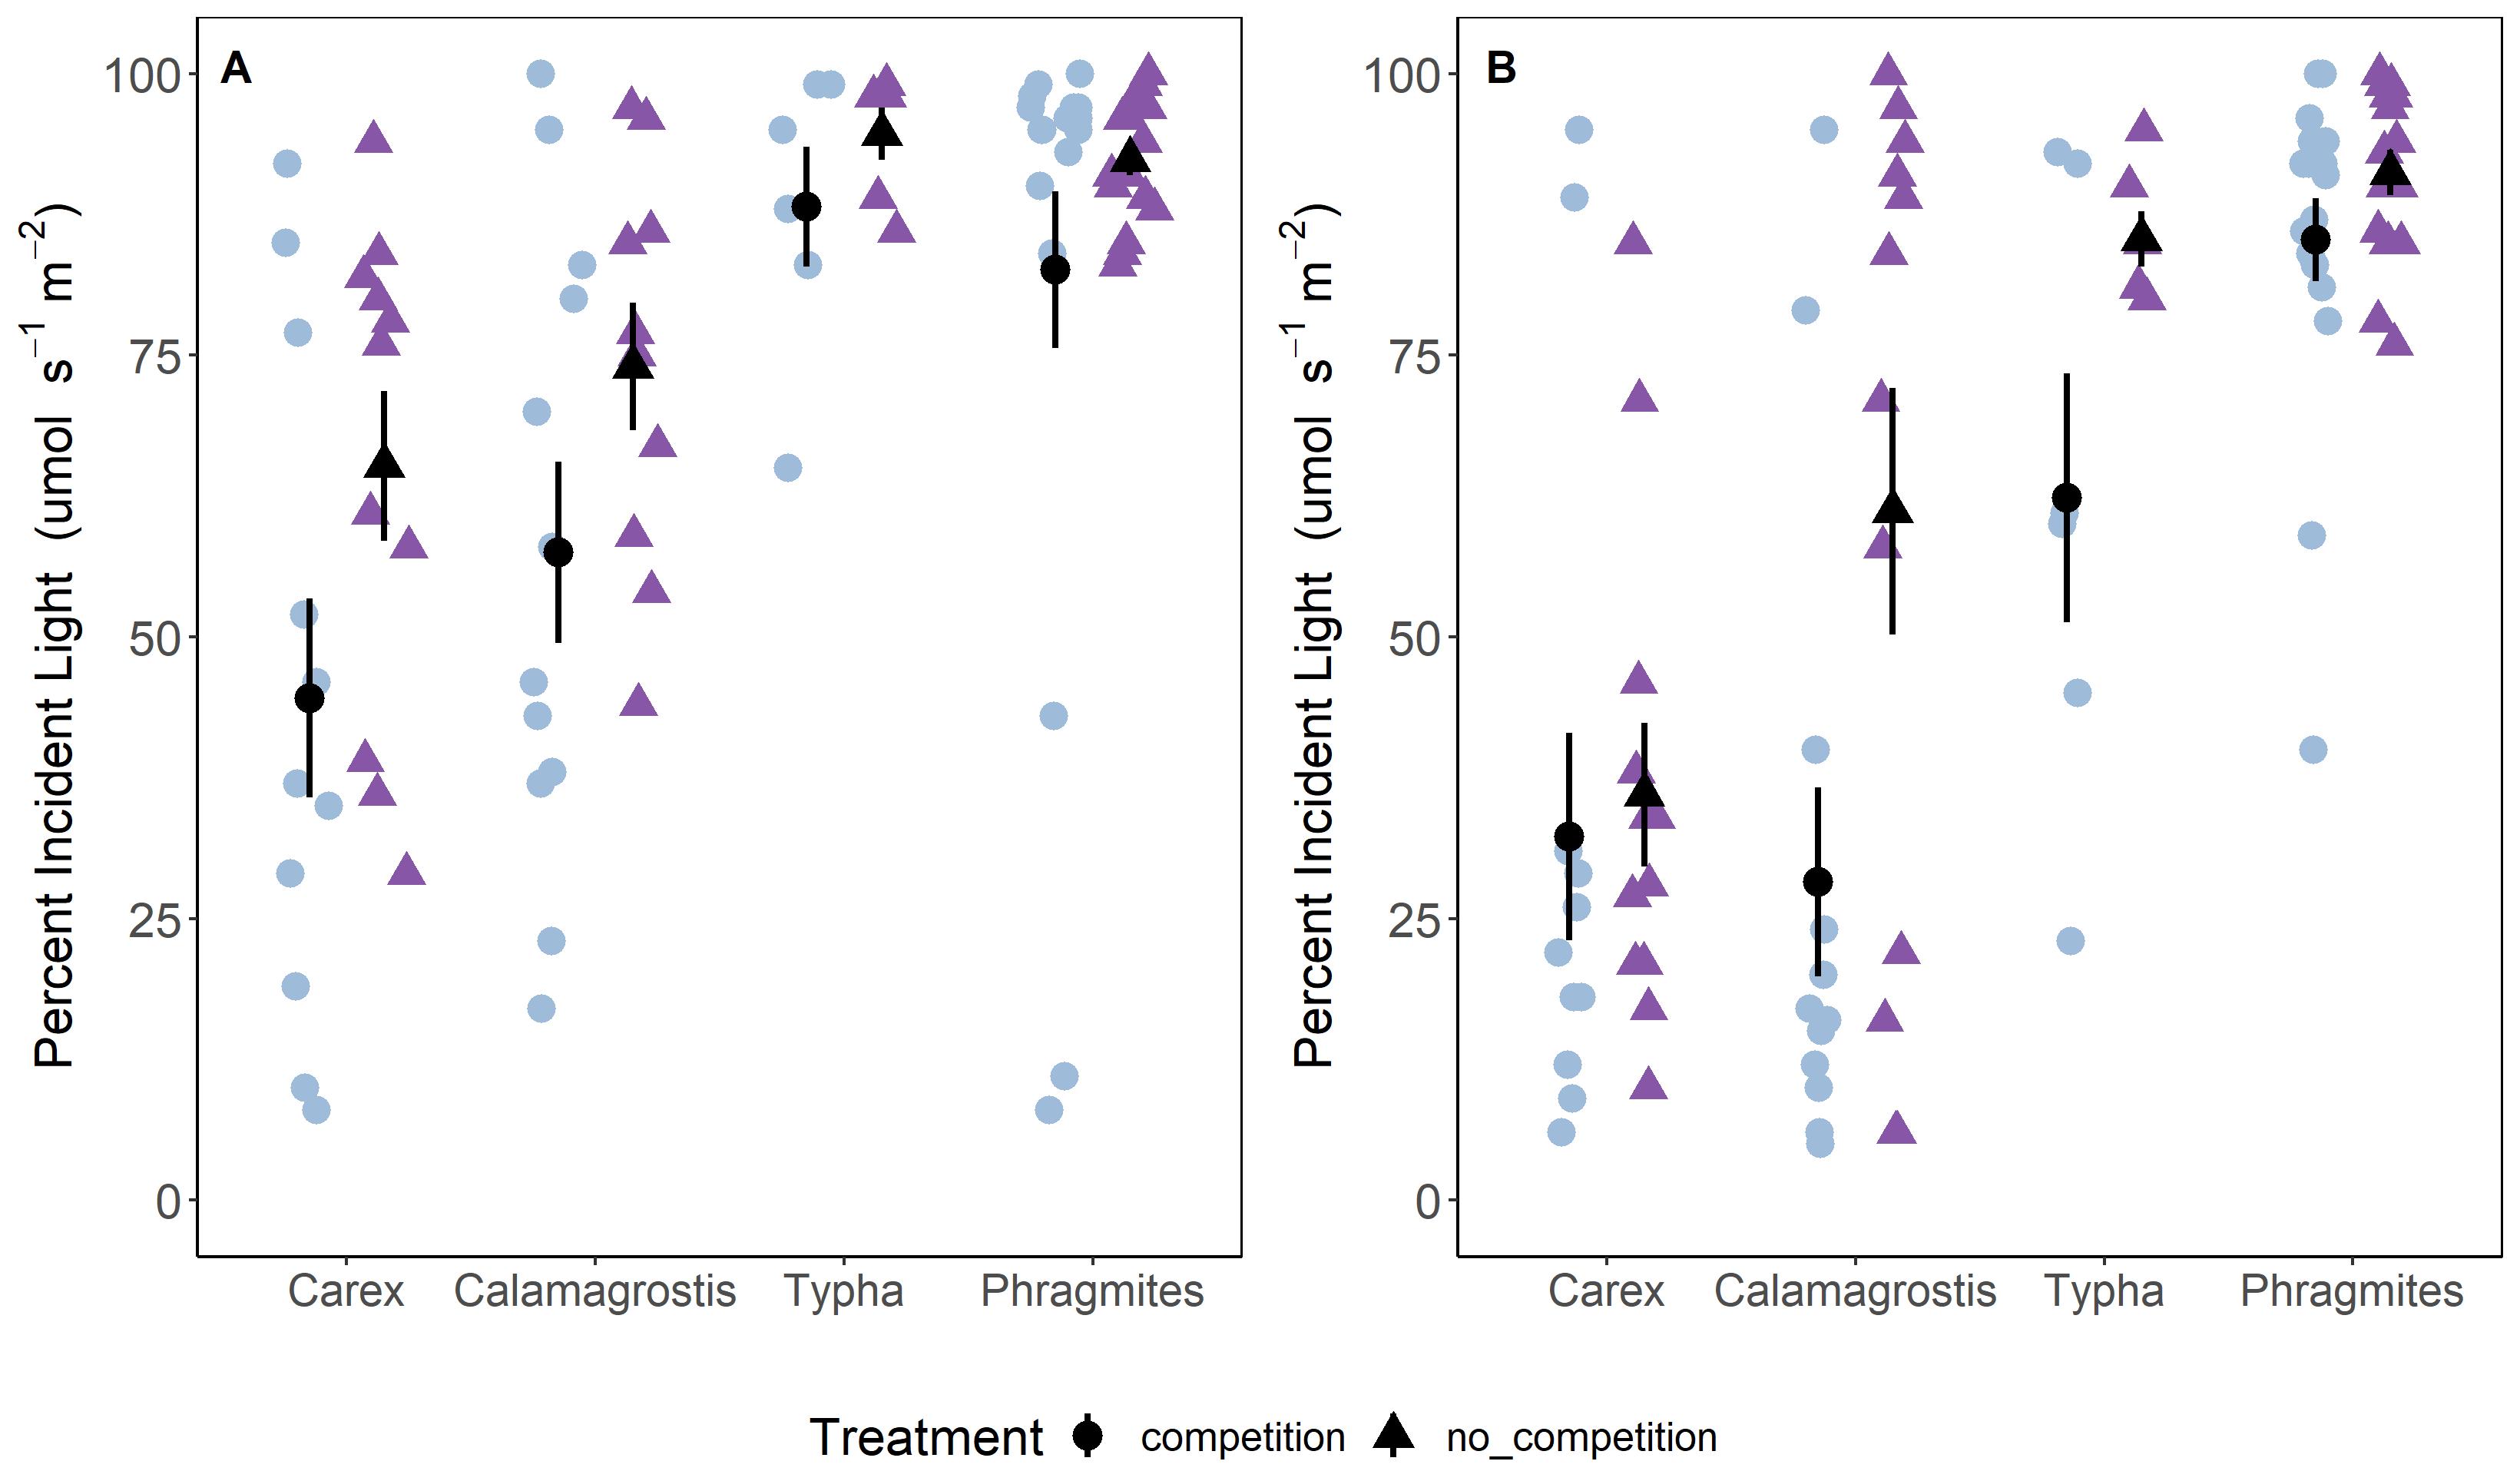 A
100
75
50
25
0
Percent Incident Light (umol s−1 m−2)
Carex Calamagrostis Typha Phragmites
B
100
75
50
25
0
Percent Incident Light (umol s−1 m−2)
Carex Calamagrostis Typha Phragmites
Treatment competition no_competition